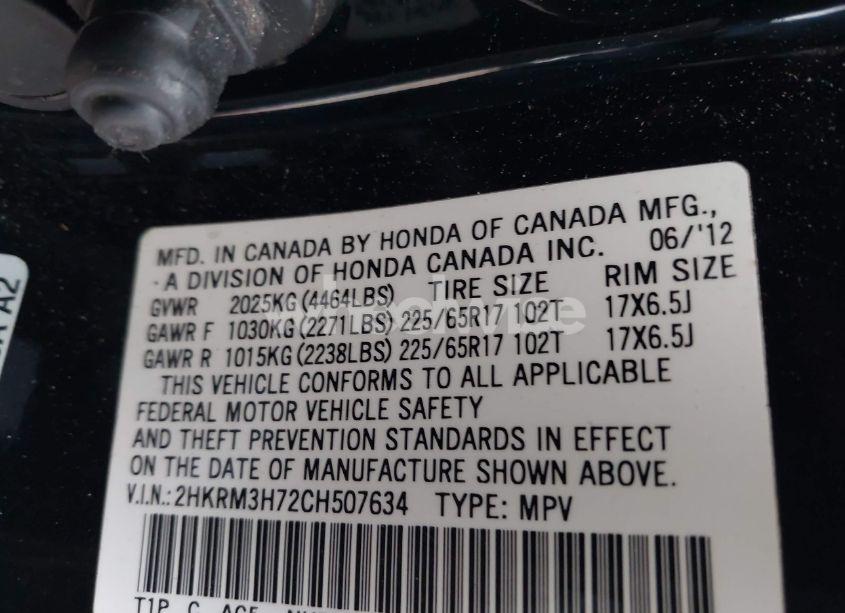 MFD. IN CANADA BY HONDA OF CANADA MFG.,
- A DIVISION OF HONDA CANADA INC. 06/'12
GVWR 2025KG (4464LBS) TIRE SIZE RIM SIZE
GAWR F 1030KG (2271LBS) 225/65R17 102T 17X6.5J
GAWR R 1015KG (2238LBS) 225/65R17 102T 17X6.5J
THIS VEHICLE CONFORMS TO ALL APPLICABLE
FEDERAL MOTOR VEHICLE SAFETY
AND THEFT PREVENTION STANDARDS IN EFFECT
ON THE DATE OF MANUFACTURE SHOWN ABOVE.
V.I.N.: 2HKRM3H72CH507634 TYPE: MPV
A2